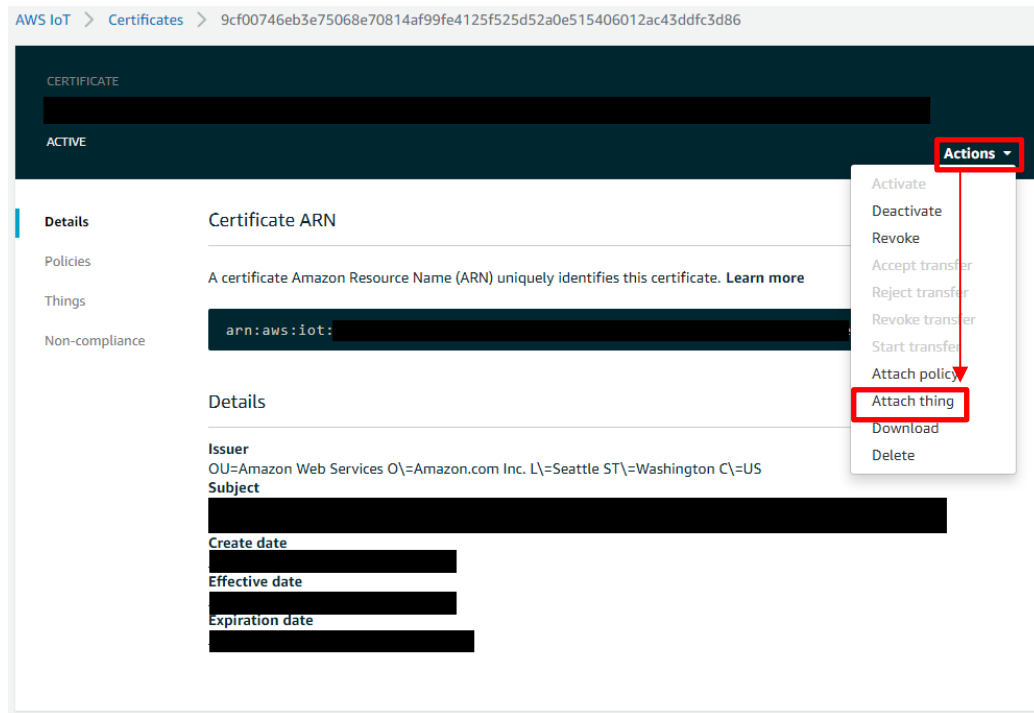 AWS IoT > Certificates > 9cf00746eb3e75068e70814af99fe4125f525d52a0e515406012ac43ddfc3d86
CERTIFICATE
ACTIVE
Actions
Activate
Deactivate
Revoke
Accept transfer
Reject transfer
Revoke transfer
Start transfer
Attach policy
Attach thing
Download
Delete
Details
Policies
Things
Non-compliance
Certificate ARN
A certificate Amazon Resource Name (ARN) uniquely identifies this certificate. Learn more
arn:aws:iot:
Details
Issuer
OU=Amazon Web Services O\=Amazon.com Inc. L\=Seattle ST\=Washington C\=US
Subject
Create date
Effective date
Expiration date